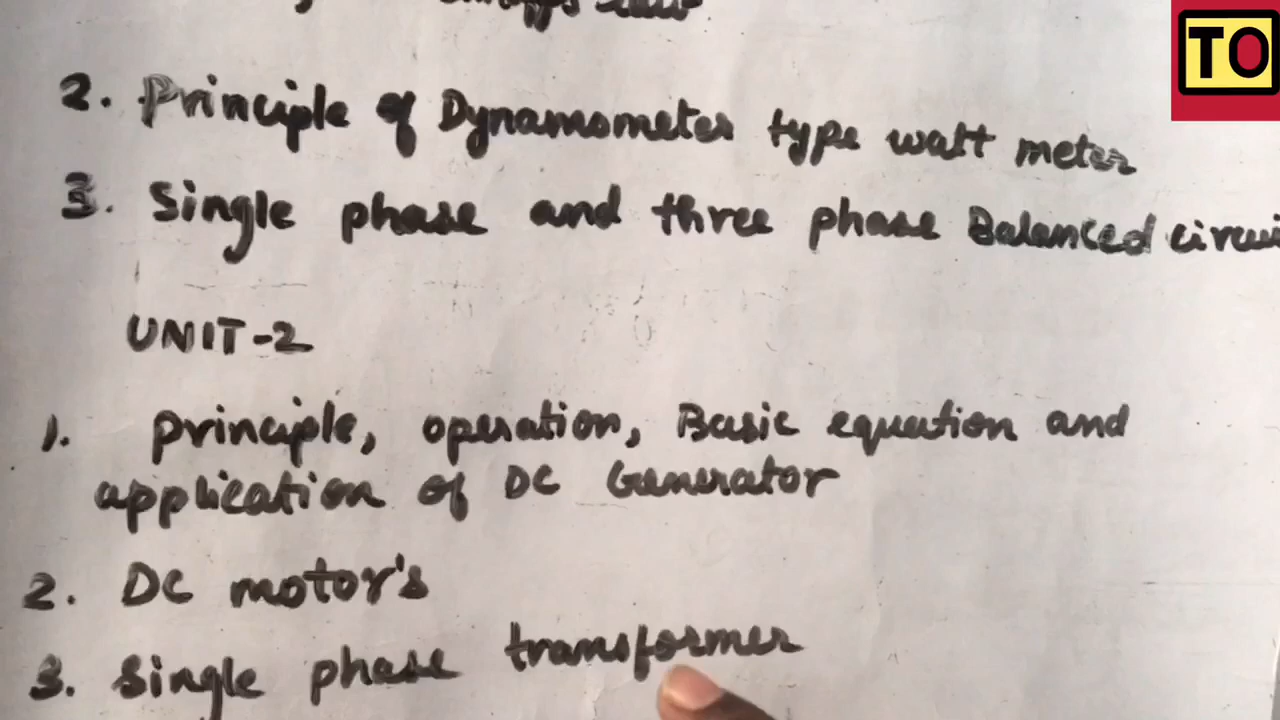 TO
2. Principle of Dynamometer type watt meter
3. Single phase and three phase Balanced
UNIT-2
1. principle, operation, Basic equation and
application of DC Generator
2. DC motor's
3. Single phase transformer